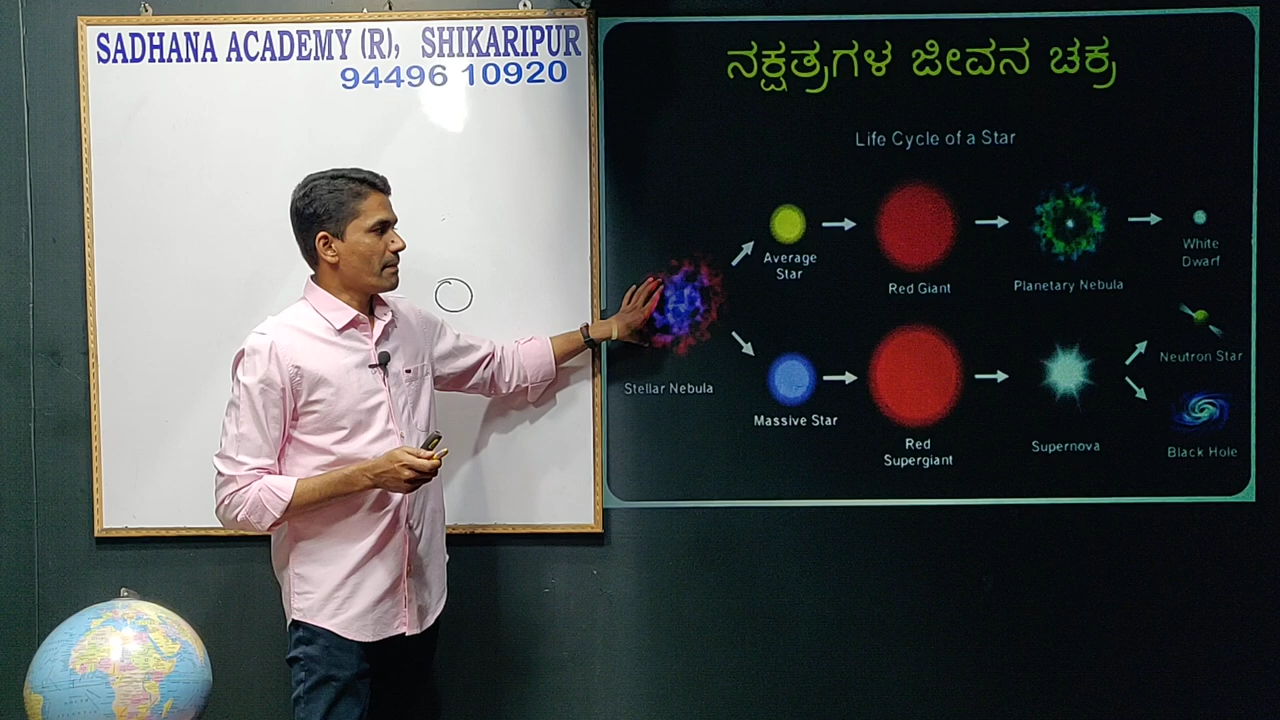 SADHANA ACADEMY (R), SHIKARIPUR
94496 10920
ನಕ್ಷತ್ರಗಳ ಜೀವನ ಚಕ್ರ
Life Cycle of a Star
Average
Star
Red Giant
Planetary Nebula
White
Dwarf
Stellar Nebula
Massive Star
Red
Supergiant
Supernova
Neutron Star
Black Hole